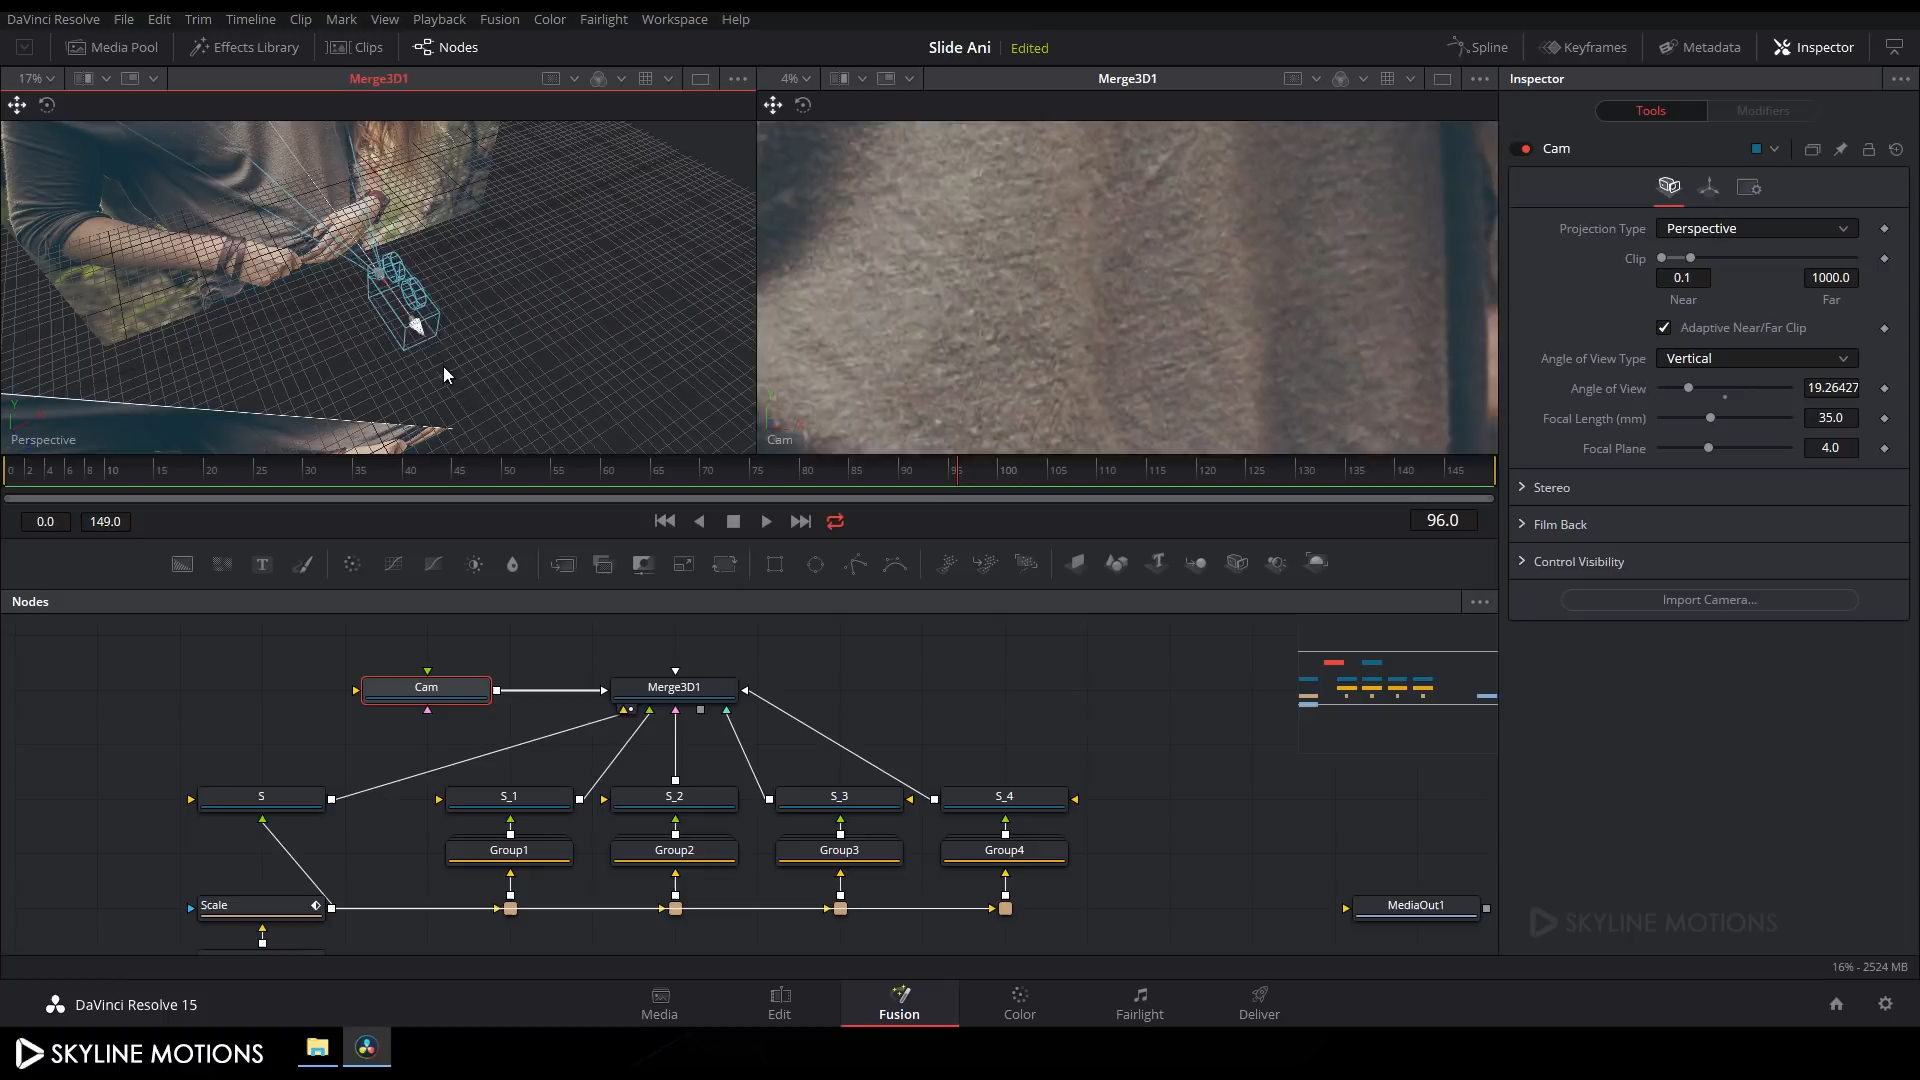 DaVinci Resolve File Edit Trim Timeline Clip Mark View Playback Fusion Color Fairlight Workspace Help
Media Pool Effects Library Clips Nodes Slide Ani Edited Spline Keyframes Metadata Inspector
17% Merge3D1 4% Merge3D1 Inspector
Tools Modifiers
Cam
Projection Type Perspective
Clip
0.1 1000.0
Near Far
Adaptive Near/Far Clip
Angle of View Type Vertical
Angle of View 19.26427
Focal Length (mm) 35.0
Focal Plane 4.0
Stereo
Film Back
Control Visibility
Import Camera...
Y
Perspective
Cam
0 2 4 6 8 10 15 20 25 30 35 40 45 50 55 60 65 70 75 80 85 90 95 100 105 110 115 120 125 130 135 140 145
0.0 149.0 96.0
Nodes
Cam Merge3D1
S S_1 S_2 S_3 S_4
Group1 Group2 Group3 Group4
Scale MediaOut1
SKYLINE MOTIONS
16% - 2524 MB
DaVinci Resolve 15 Media Edit Fusion Color Fairlight Deliver
SKYLINE MOTIONS